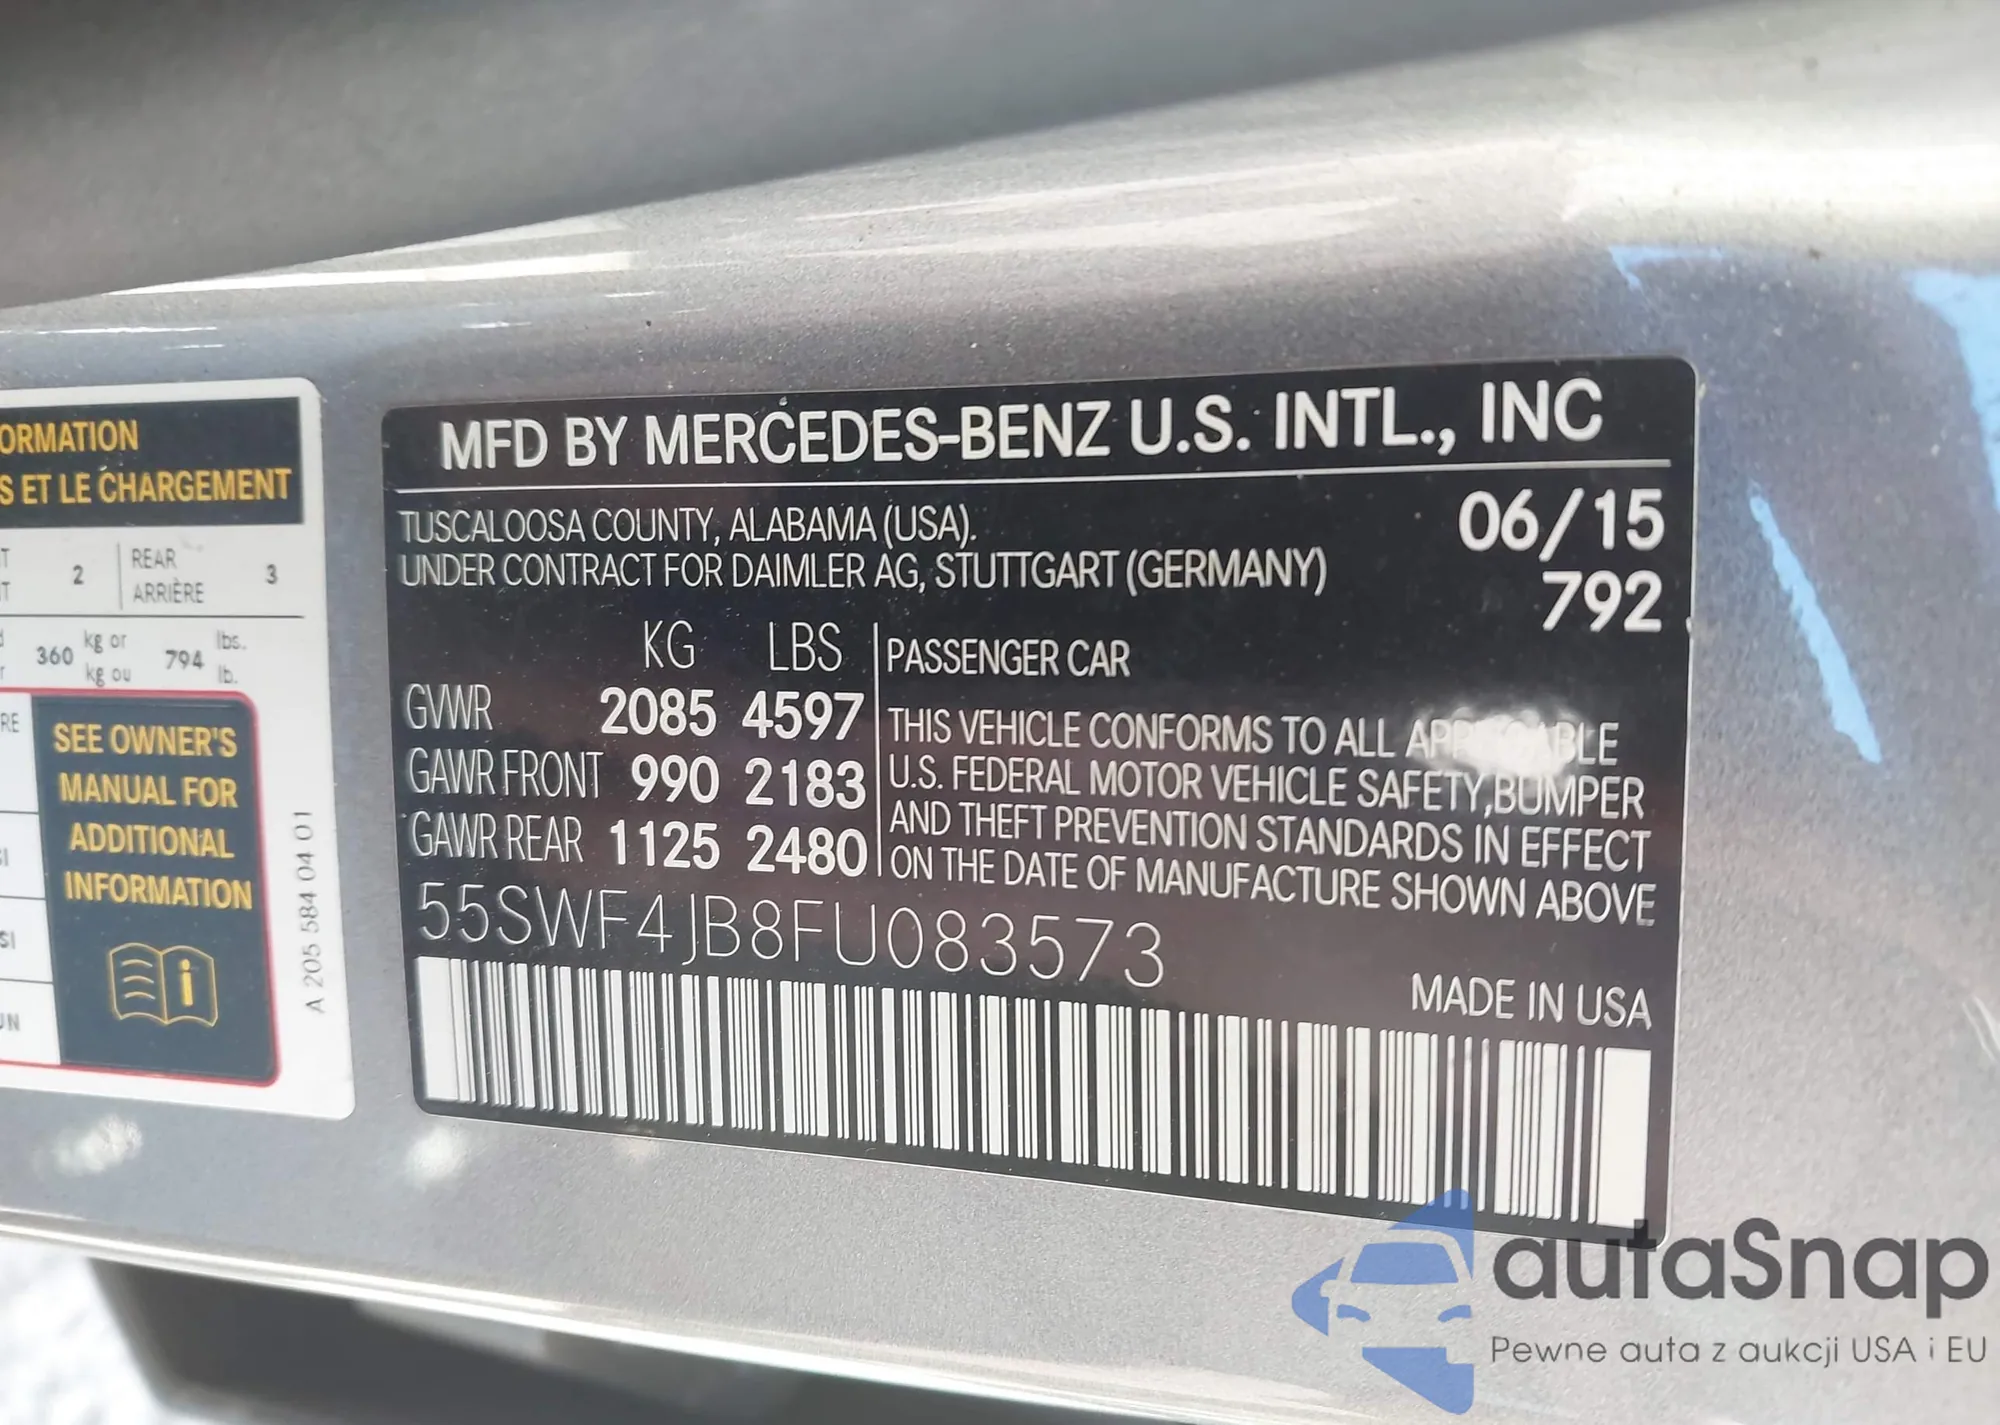 ORMATION
S ET LE CHARGEMENT
2
REAR
ARRIÈRE
3
360 kg or
kg ou
794 lbs.
lb.
RE
SEE OWNER'S
MANUAL FOR
ADDITIONAL
INFORMATION
A 205 584 04 01
MFD BY MERCEDES-BENZ U.S. INTL., INC
TUSCALOOSA COUNTY, ALABAMA (USA).
UNDER CONTRACT FOR DAIMLER AG, STUTTGART (GERMANY)
06/15
792
KG LBS
GVWR 2085 4597
GAWR FRONT 990 2183
GAWR REAR 1125 2480
PASSENGER CAR
THIS VEHICLE CONFORMS TO ALL APPLICABLE
U.S. FEDERAL MOTOR VEHICLE SAFETY,BUMPER
AND THEFT PREVENTION STANDARDS IN EFFECT
ON THE DATE OF MANUFACTURE SHOWN ABOVE
55SWF4JB8FU083573
MADE IN USA
autaSnap
Pewne auta z aukcji USA i EU